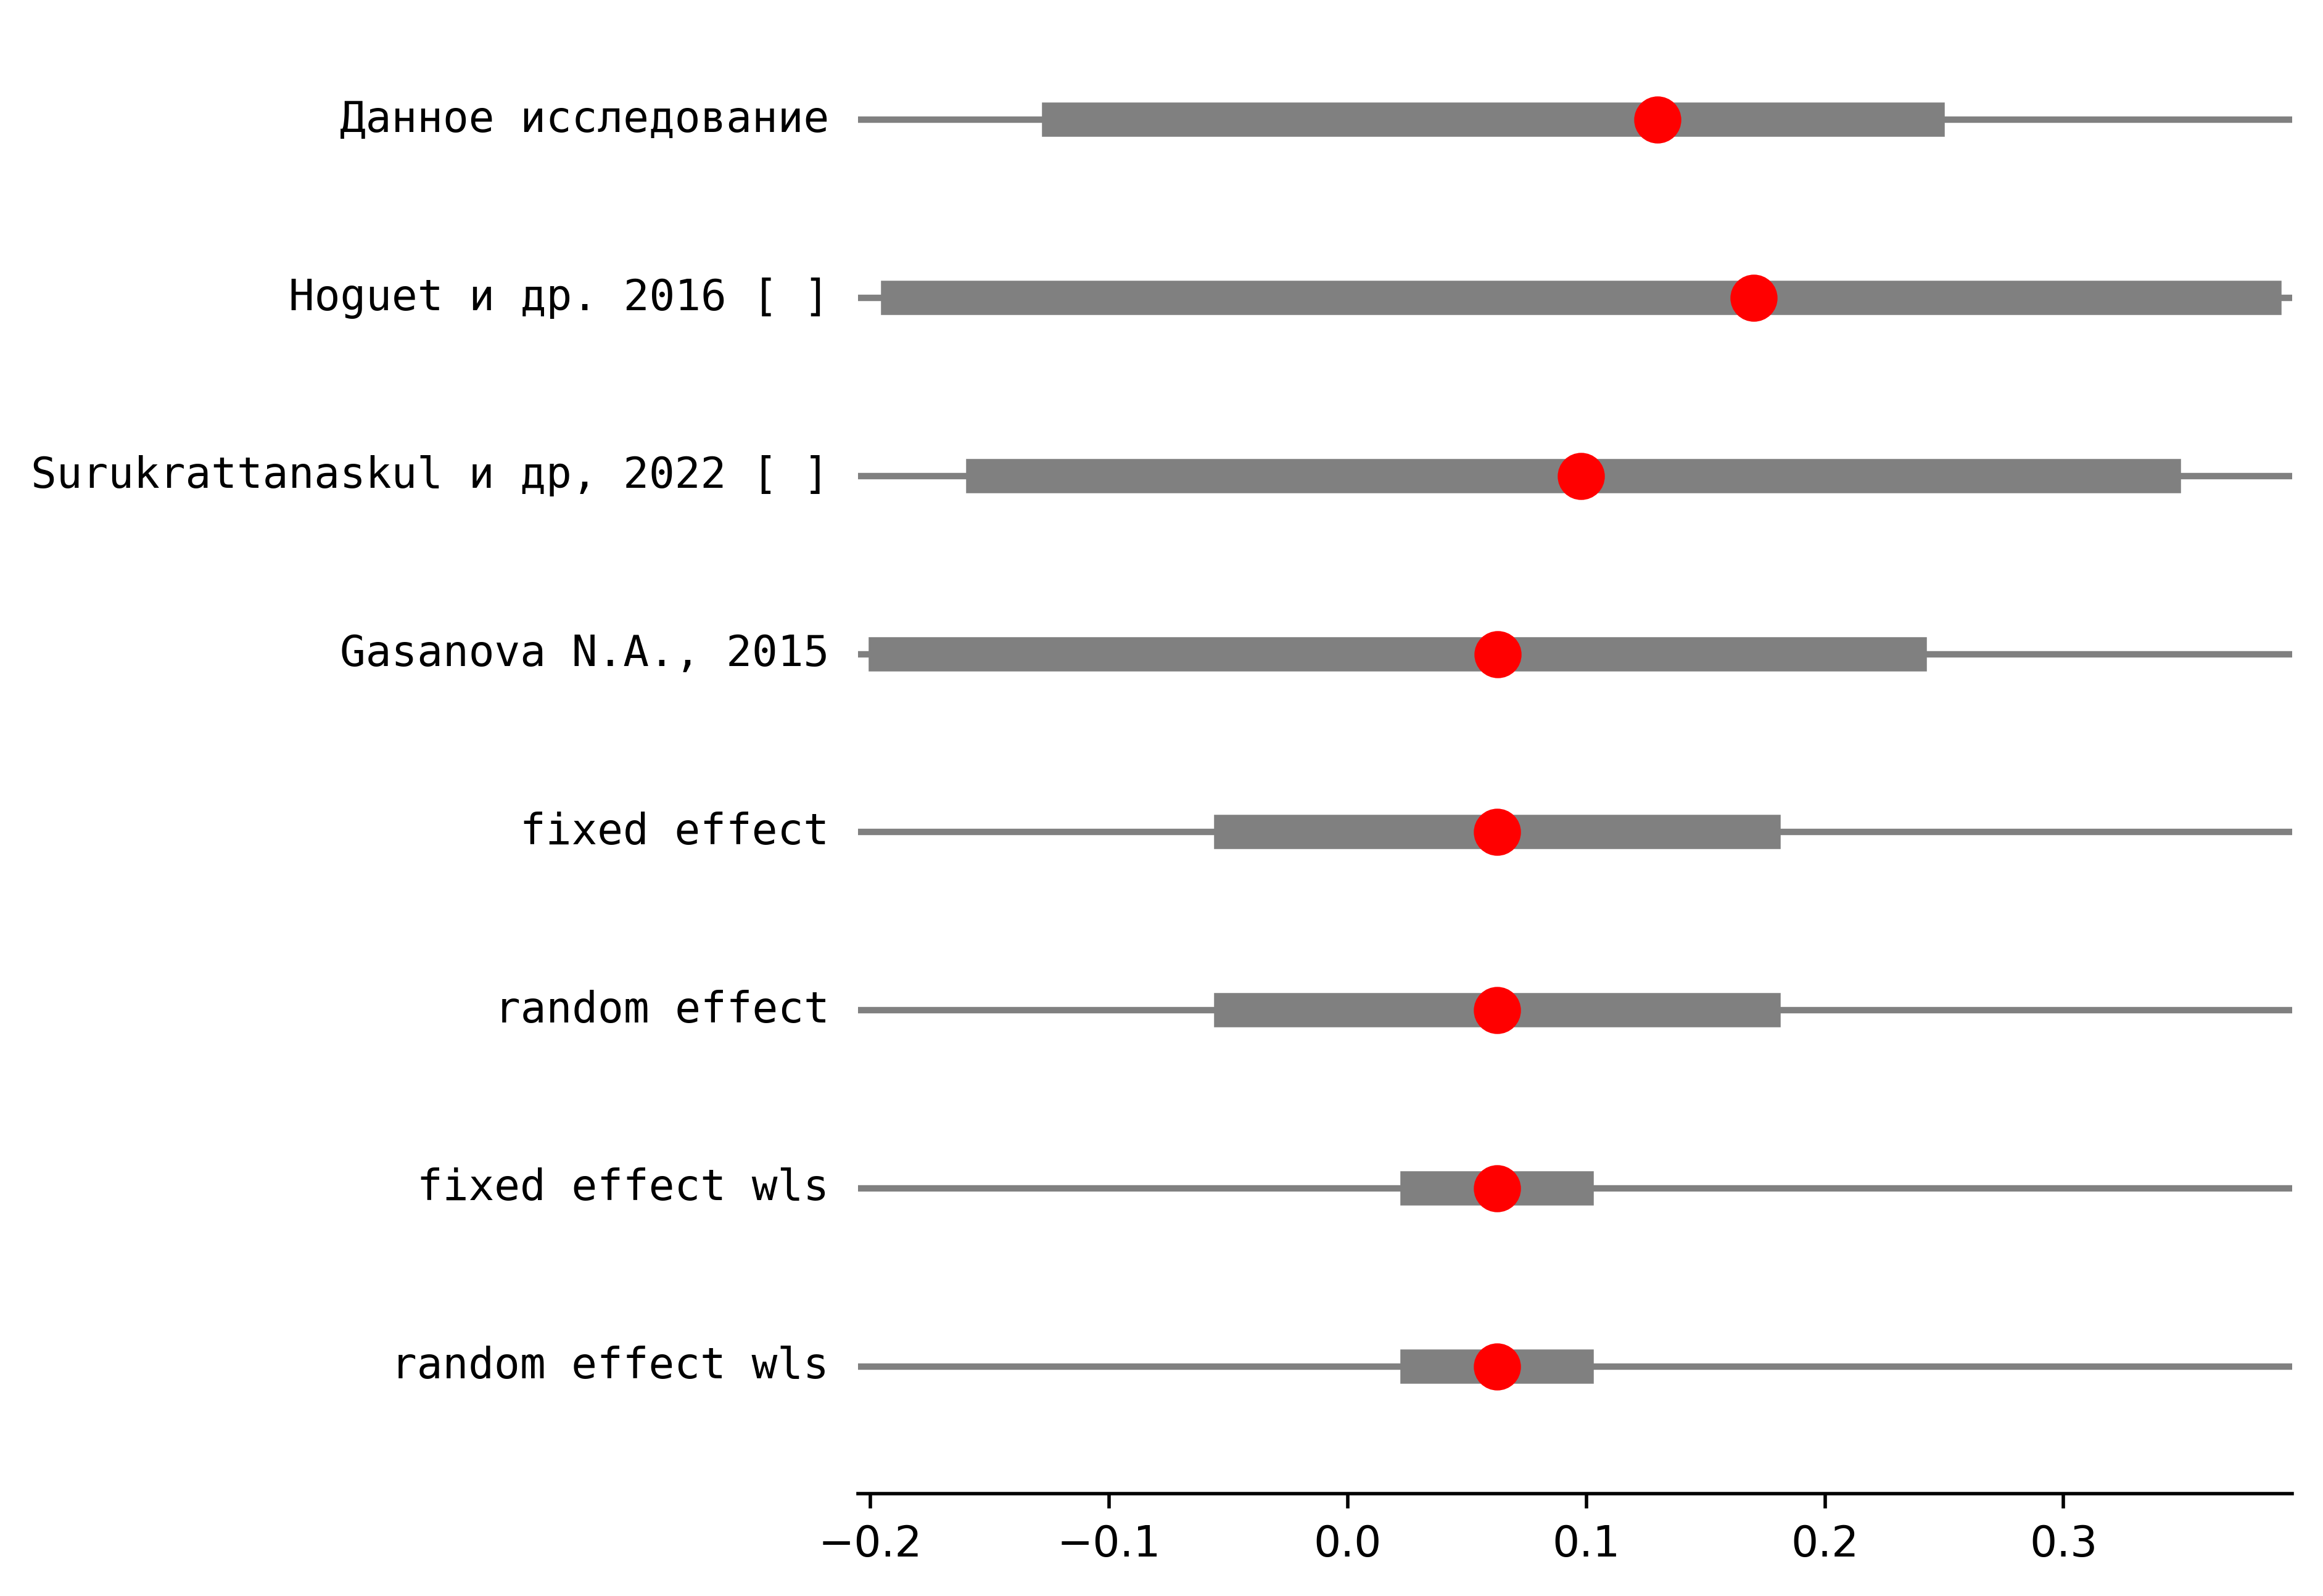 Данное исследование
Hoguet и др. 2016 [ ]
Surukrattanaskul и др, 2022 [ ]
Gasanova N.A., 2015
fixed effect
random effect
fixed effect wls
random effect wls
−0.2 −0.1 0.0 0.1 0.2 0.3